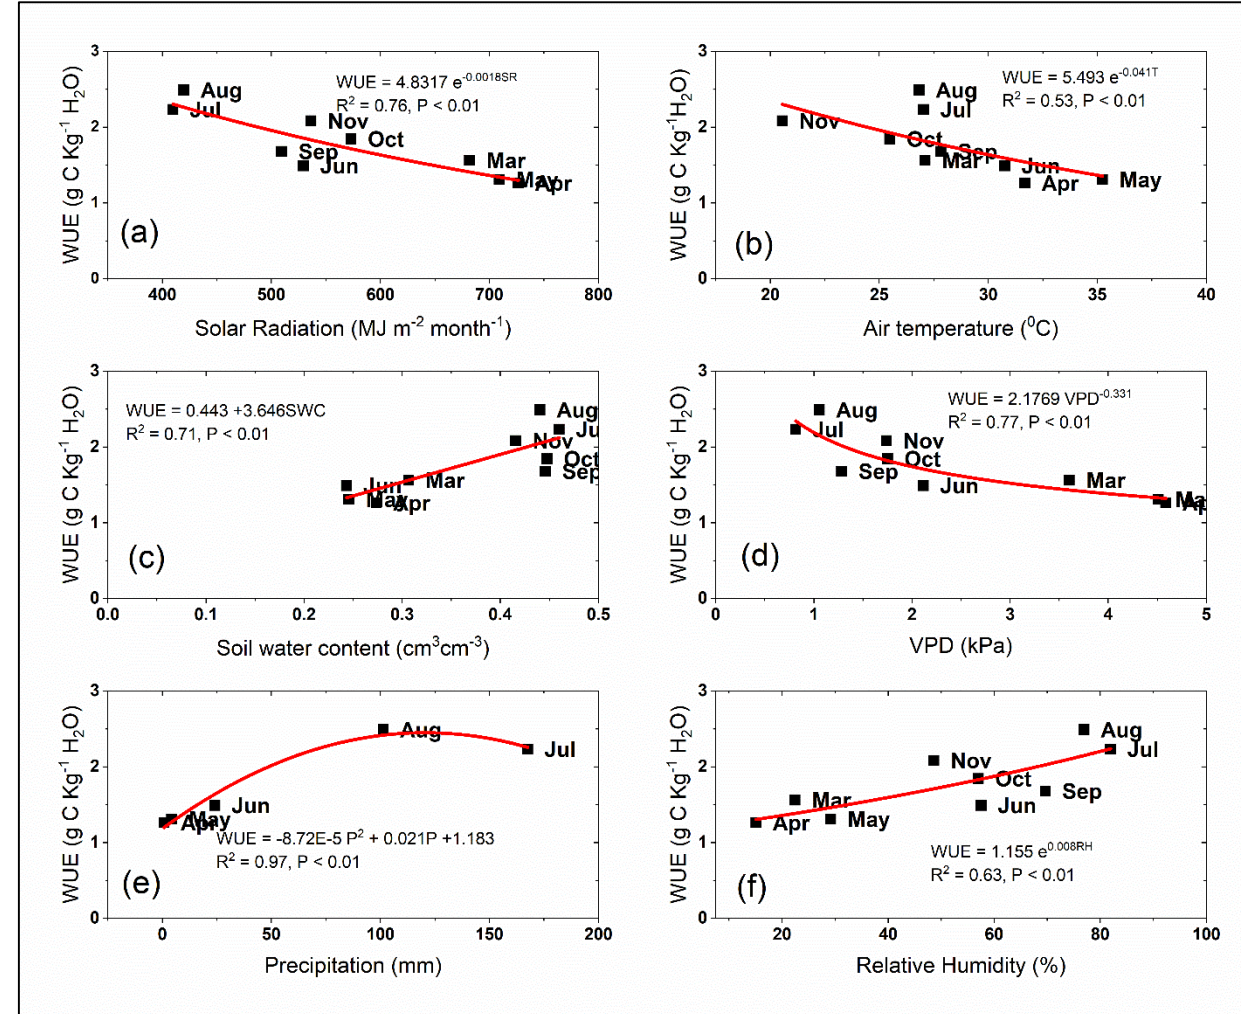 WUE (g C Kg⁻¹ H₂O)
3
2
1
0
WUE = 4.8317 e⁻⁰·⁰⁰¹⁸ˢᴿ
R² = 0.76, P < 0.01
Aug
Jul
Nov
Oct
Sep
Jun
Mar
May
Apr
(a)
400 500 600 700 800
Solar Radiation (MJ m⁻² month⁻¹)
WUE (g C Kg⁻¹H₂O)
3
2
1
0
WUE = 5.493 e⁻⁰·⁰⁴¹ᵀ
R² = 0.53, P < 0.01
Aug
Jul
Nov
Oct
Sep
Mar
Jun
Apr
May
(b)
20 25 30 35 40
Air temperature (⁰C)
WUE (g C Kg⁻¹ H₂O)
3
2
1
0
WUE = 0.443 +3.646SWC
R² = 0.71, P < 0.01
Aug
Ju
Nov
Oct
Sep
Jun
Mar
May
Apr
(c)
0.0 0.1 0.2 0.3 0.4 0.5
Soil water content (cm³cm⁻³)
WUE (g C Kg⁻¹ H₂O)
3
2
1
0
WUE = 2.1769 VPD⁻⁰·³³¹
R² = 0.77, P < 0.01
Aug
Jul
Nov
Oct
Sep
Jun
Mar
Ma
Ap
(d)
0 1 2 3 4 5
VPD (kPa)
WUE (g C Kg⁻¹ H₂O)
3
2
1
0
Aug
Jul
Jun
May
Apr
WUE = -8.72E-5 P² + 0.021P +1.183
R² = 0.97, P < 0.01
(e)
0 50 100 150 200
Precipitation (mm)
WUE (g C Kg⁻¹ H₂O)
3
2
1
0
Aug
Jul
Nov
Oct
Sep
Mar
Jun
Apr
May
WUE = 1.155 e⁰·⁰⁰⁸ᴿᴴ
R² = 0.63, P < 0.01
(f)
20 40 60 80 100
Relative Humidity (%)